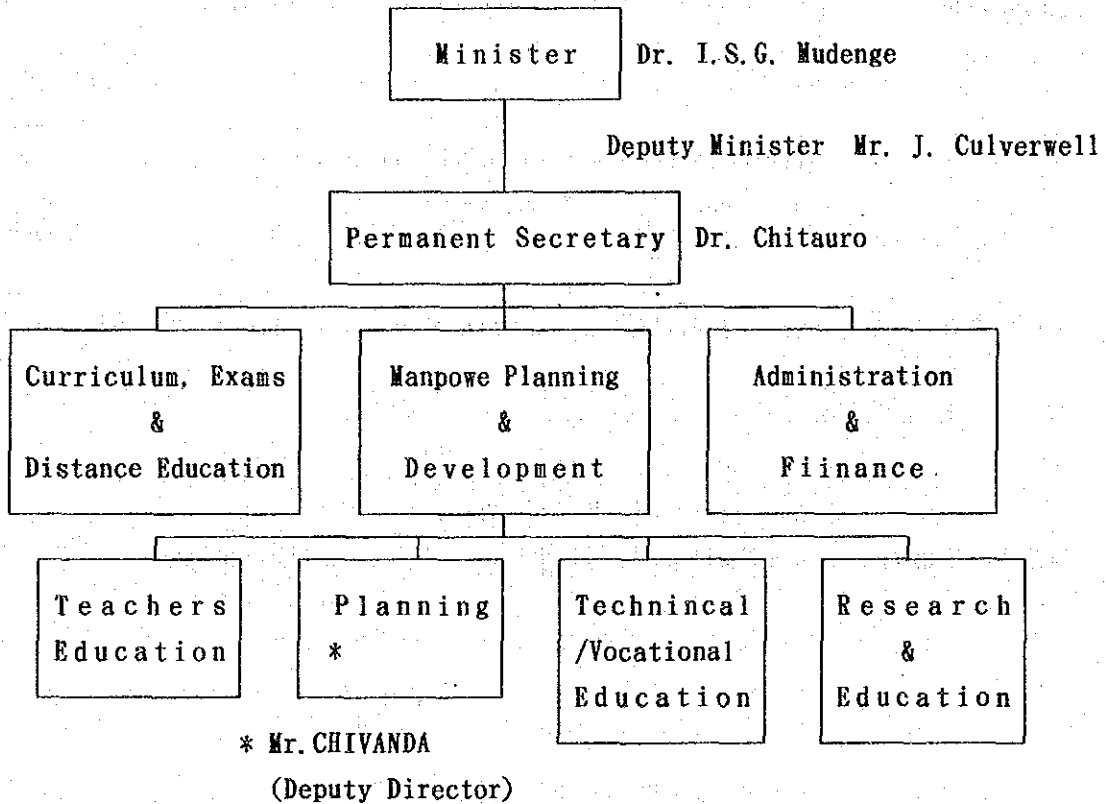 Minister
Dr. I.S.G. Mudenge
Deputy Minister Mr. J. Culverwell
Permanent Secretary
Dr. Chitauro
Curriculum, Exams
&
Distance Education
Manpowe Planning
&
Development
Administration
&
Fiinance
Teachers
Education
Planning
*
Technincal
/Vocational
Education
Research
&
Education
* Mr. CHIVANDA
(Deputy Director)